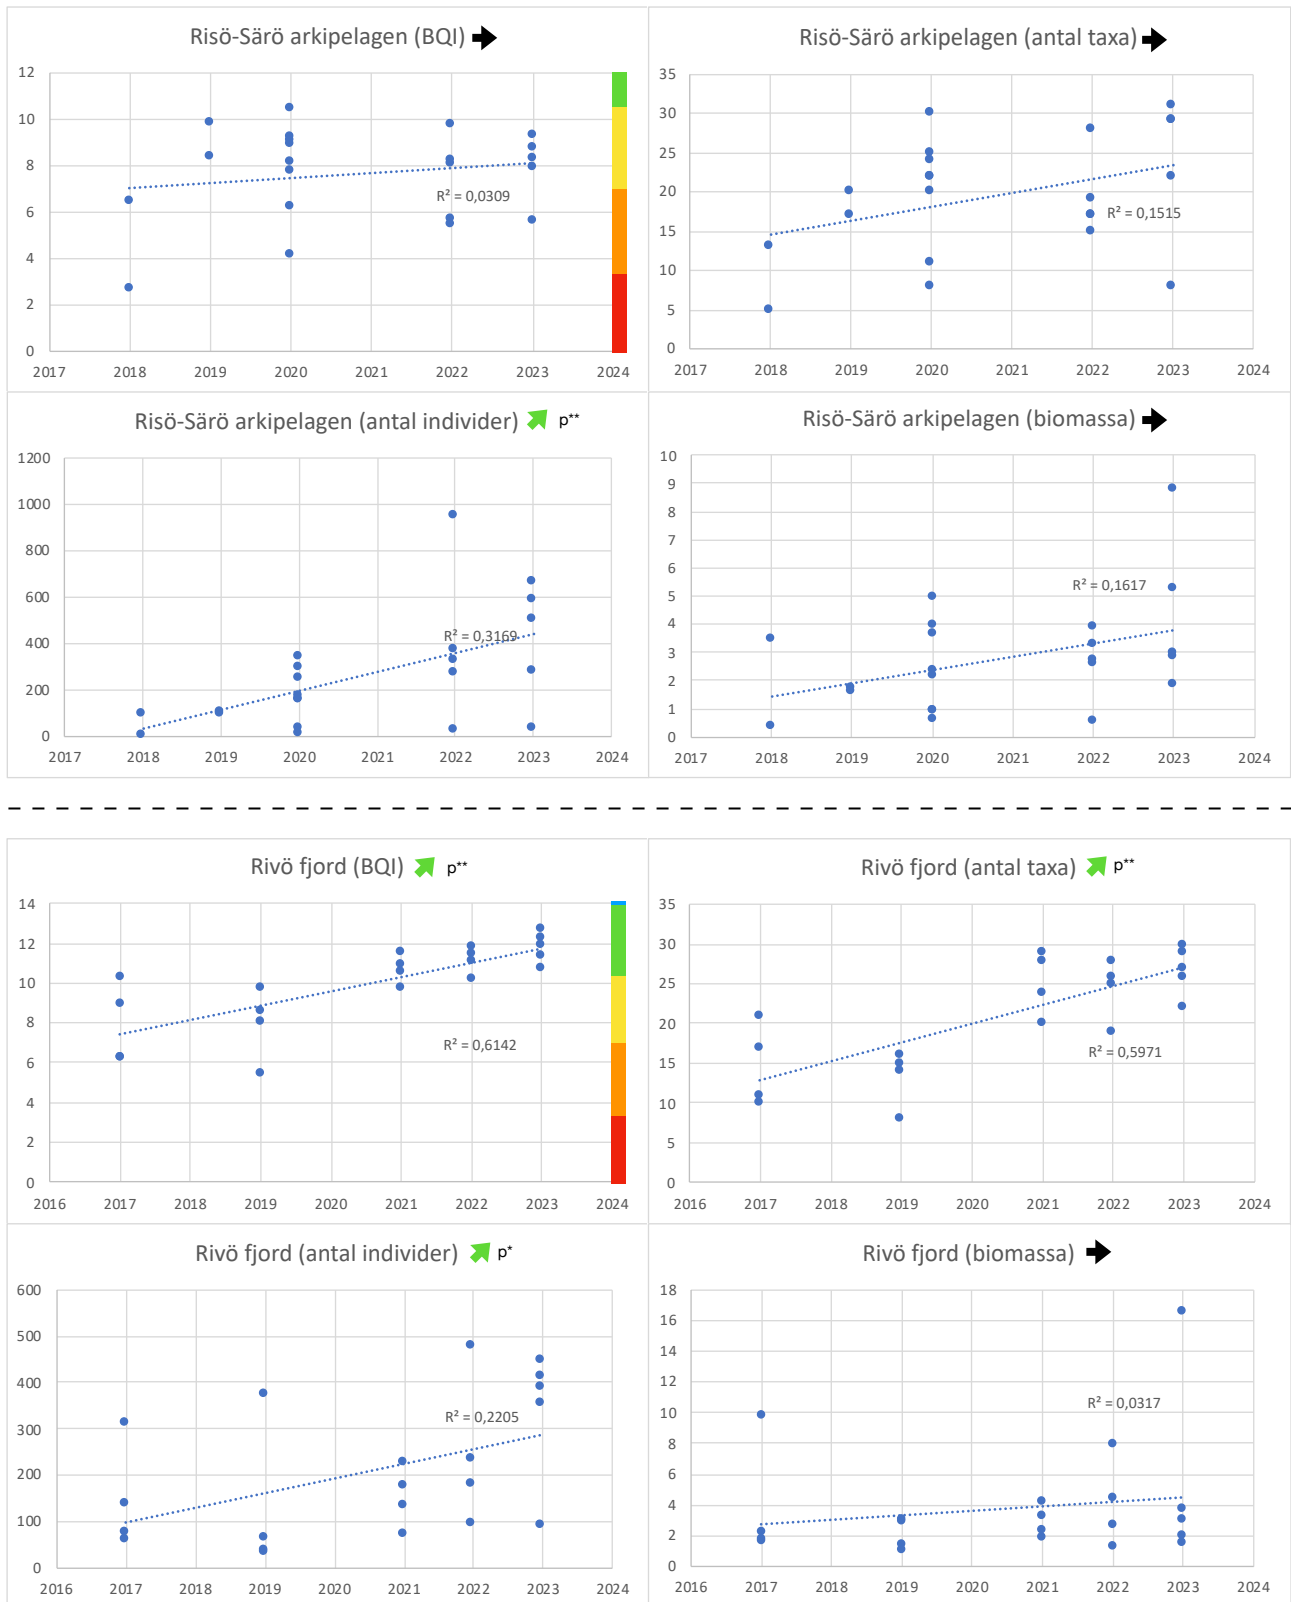 Risö-Särö arkipelagen (BQI)
12
10
8
6
4
2
0
R² = 0,0309
2017 2018 2019 2020 2021 2022 2023 2024
Risö-Särö arkipelagen (antal taxa)
35
30
25
20
15
10
5
0
R² = 0,1515
2017 2018 2019 2020 2021 2022 2023 2024
Risö-Särö arkipelagen (antal individer) p**
1200
1000
800
600
400
200
0
R² = 0,3169
2017 2018 2019 2020 2021 2022 2023 2024
Risö-Särö arkipelagen (biomassa)
10
9
8
7
6
5
4
3
2
1
0
R² = 0,1617
2017 2018 2019 2020 2021 2022 2023 2024
Rivö fjord (BQI) p**
14
12
10
8
6
4
2
0
R² = 0,6142
2016 2017 2018 2019 2020 2021 2022 2023 2024
Rivö fjord (antal taxa) p**
35
30
25
20
15
10
5
0
R² = 0,5971
2016 2017 2018 2019 2020 2021 2022 2023 2024
Rivö fjord (antal individer) p*
600
500
400
300
200
100
0
R² = 0,2205
2016 2017 2018 2019 2020 2021 2022 2023 2024
Rivö fjord (biomassa)
18
16
14
12
10
8
6
4
2
0
R² = 0,0317
2016 2017 2018 2019 2020 2021 2022 2023 2024